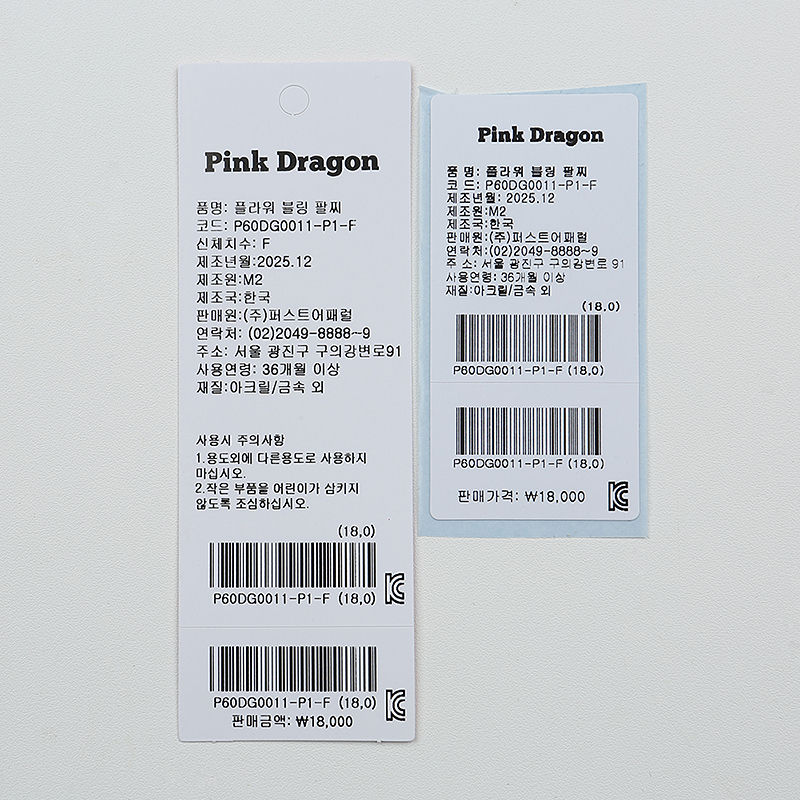 Pink Dragon
품명: 플라워 블링 팔찌
코드: P60DG0011-P1-F
신체치수: F
제조년월:2025.12
제조원:M2
제조국:한국
판매원:(주)퍼스트어패럴
연락처: (02)2049-8888~9
주소: 서울 광진구 구의강변로91
사용연령: 36개월 이상
재질:아크릴/금속 외
사용시 주의사항
1.용도외에 다른용도로 사용하지
마십시오.
2.작은 부품을 어린이가 삼키지
않도록 조심하십시오.
(18,0)
P60DG0011-P1-F (18,0)
P60DG0011-P1-F (18,0)
판매금액: ₩18,000
Pink Dragon
품 명: 플라워 블링 팔찌
코 드: P60DG0011-P1-F
제조년월: 2025.12
제조원:M2
제조국:한국
판매원:(주)퍼스트어패럴
연락처:(02)2049-8888~9
주 소: 서울 광진구 구의강변로 91
사용연령: 36개월 이상
재질:아크릴/금속 외
(18,0)
P60DG0011-P1-F (18,0)
P60DG0011-P1-F (18,0)
판매가격: ₩18,000